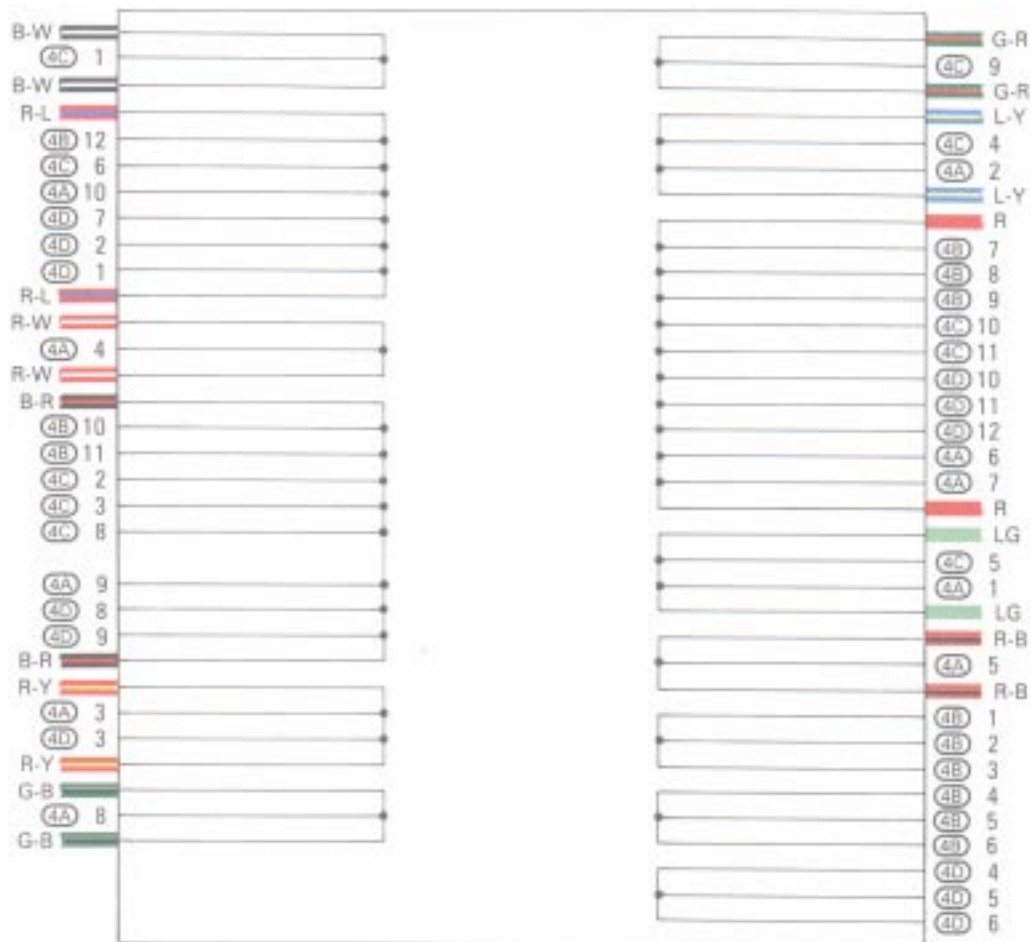 B-W
4C 1
B-W
R-L
4B 12
4C 6
4A 10
4D 7
4D 2
4D 1
R-L
R-W
4A 4
R-W
B-R
4B 10
4B 11
4C 2
4C 3
4C 8
4A 9
4D 8
4D 9
B-R
R-Y
4A 3
4D 3
R-Y
G-B
4A 8
G-B
G-R
4C 9
G-R
L-Y
4C 4
4A 2
L-Y
R
4B 7
4B 8
4B 9
4C 10
4C 11
4D 10
4D 11
4D 12
4A 6
4A 7
R
LG
4C 5
4A 1
LG
R-B
4A 5
R-B
4B 1
4B 2
4B 3
4B 4
4B 5
4B 6
4D 4
4D 5
4D 6